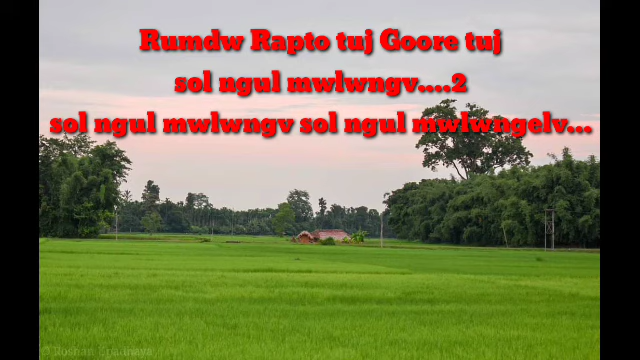 Rumdw Rapto tuj Goore tuj
sol ngul mwlwngv....2
sol ngul mwlwngv sol ngul mwlwngelv...